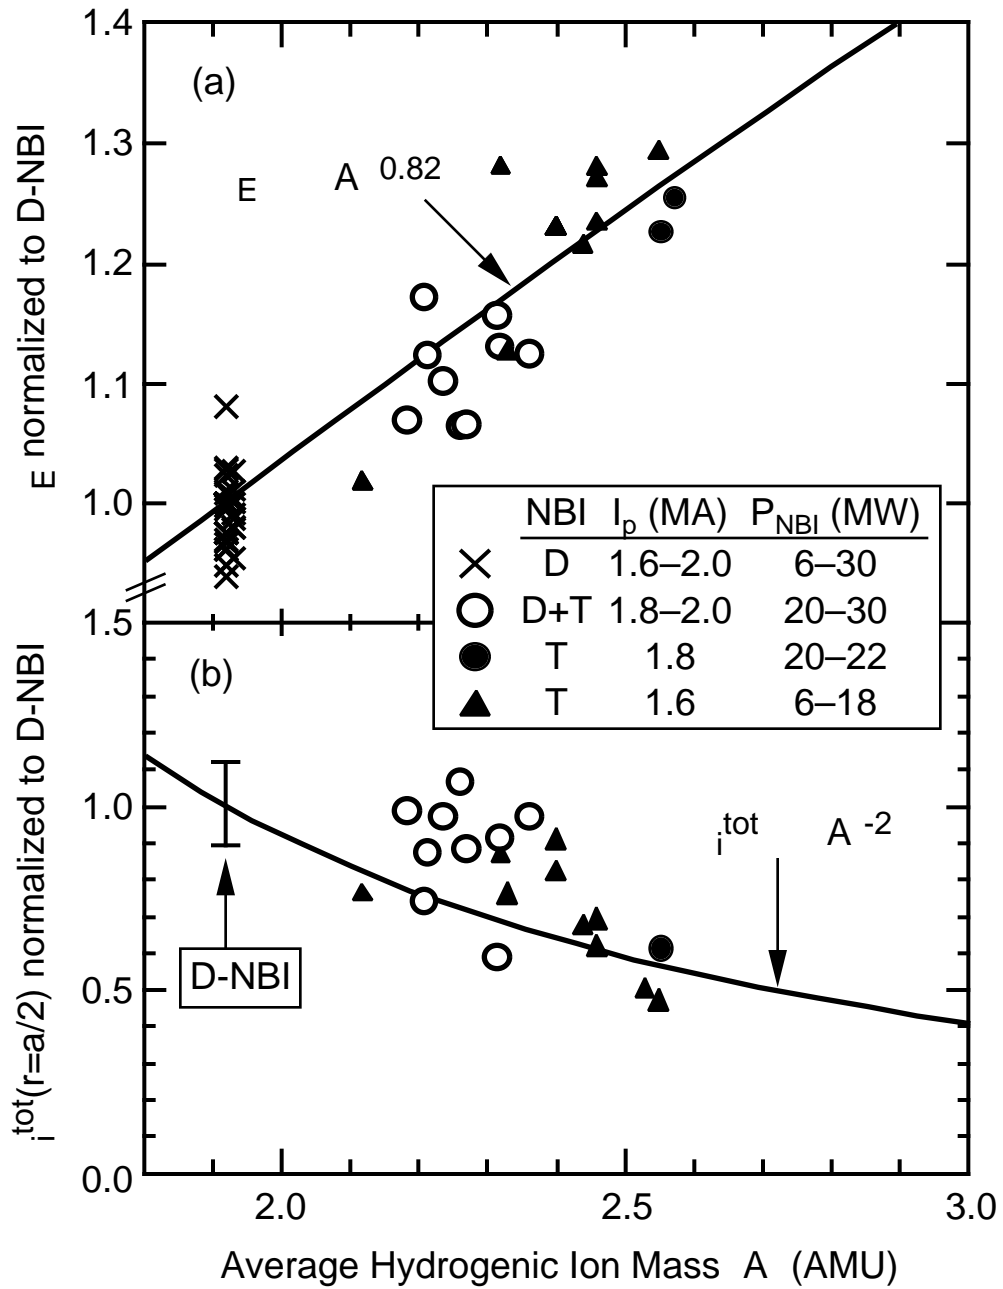 1.4
(a)
1.3
E A 0.82
1.2
1.1
1.0
E normalized to D-NBI
NBI Ip (MA) PNBI (MW)
D 1.6–2.0 6–30
D+T 1.8–2.0 20–30
T 1.8 20–22
T 1.6 6–18
1.5
(b)
1.0
i tot A -2
D-NBI
0.5
0.0
i tot(r=a/2) normalized to D-NBI
2.0 2.5 3.0
Average Hydrogenic Ion Mass A (AMU)